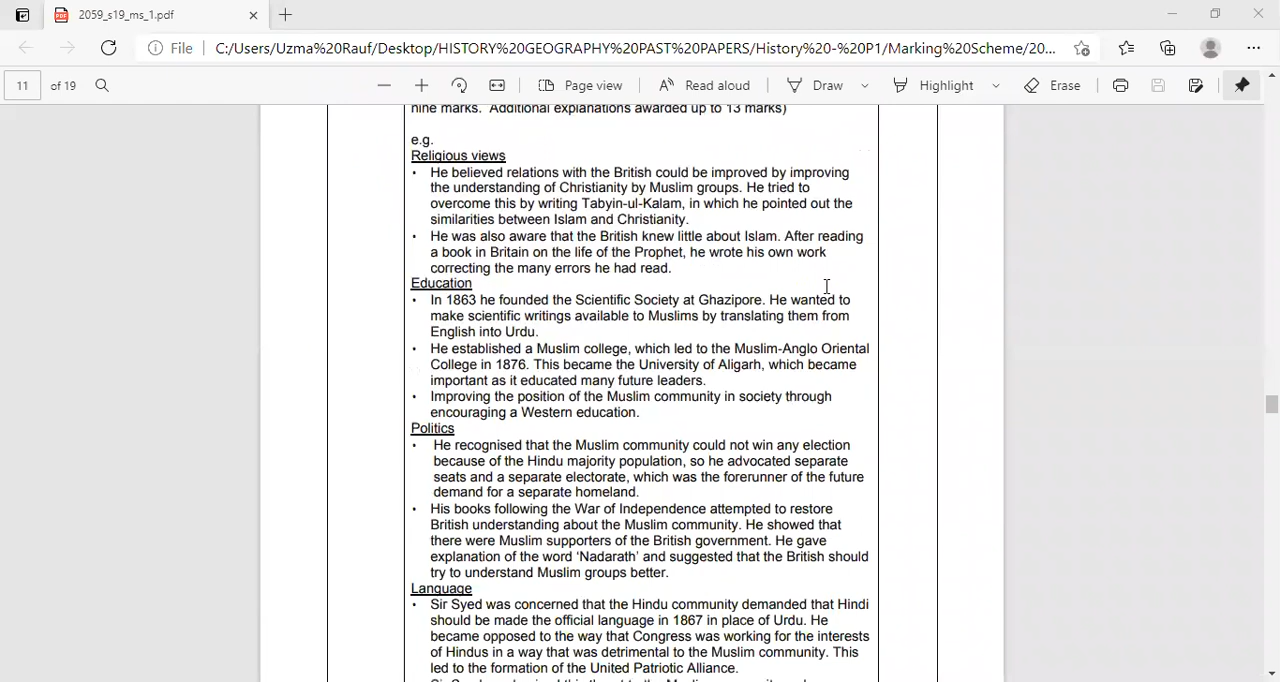 2059_s19_ms_1.pdf
File C:/Users/Uzma%20Rauf/Desktop/HISTORY%20GEOGRAPHY%20PAST%20PAPERS/History%20-%20P1/Marking%20Scheme/20...
11 of 19 Page view Read aloud Draw Highlight Erase
nine marks. Additional explanations awarded up to 13 marks)
e.g.
Religious views
• He believed relations with the British could be improved by improving
the understanding of Christianity by Muslim groups. He tried to
overcome this by writing Tabyin-ul-Kalam, in which he pointed out the
similarities between Islam and Christianity.
• He was also aware that the British knew little about Islam. After reading
a book in Britain on the life of the Prophet, he wrote his own work
correcting the many errors he had read.
Education
• In 1863 he founded the Scientific Society at Ghazipore. He wanted to
make scientific writings available to Muslims by translating them from
English into Urdu.
• He established a Muslim college, which led to the Muslim-Anglo Oriental
College in 1876. This became the University of Aligarh, which became
important as it educated many future leaders.
• Improving the position of the Muslim community in society through
encouraging a Western education.
Politics
• He recognised that the Muslim community could not win any election
because of the Hindu majority population, so he advocated separate
seats and a separate electorate, which was the forerunner of the future
demand for a separate homeland.
• His books following the War of Independence attempted to restore
British understanding about the Muslim community. He showed that
there were Muslim supporters of the British government. He gave
explanation of the word 'Nadarath' and suggested that the British should
try to understand Muslim groups better.
Language
• Sir Syed was concerned that the Hindu community demanded that Hindi
should be made the official language in 1867 in place of Urdu. He
became opposed to the way that Congress was working for the interests
of Hindus in a way that was detrimental to the Muslim community. This
led to the formation of the United Patriotic Alliance.